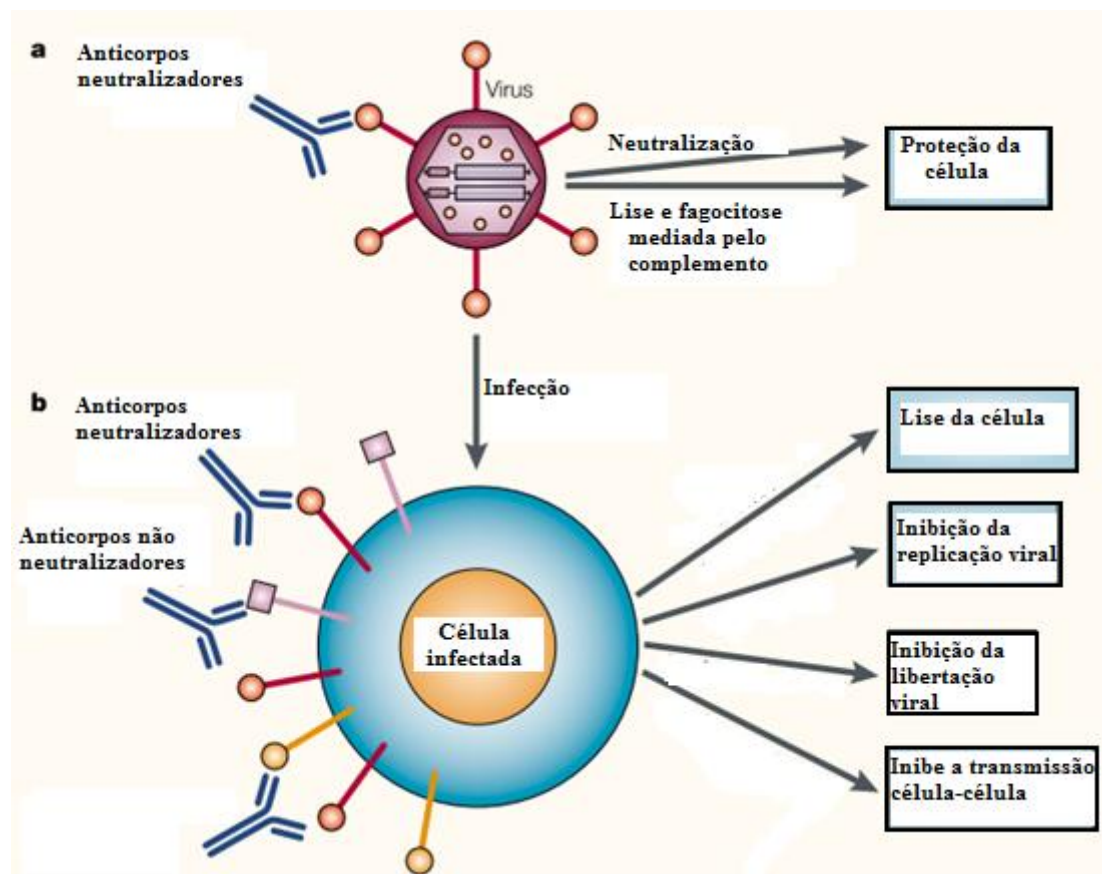 a
Anticorpos
neutralizadores
Virus
Neutralização
Lise e fagocitose
mediada pelo
complemento
Proteção da
célula
Infecção
b
Anticorpos
neutralizadores
Anticorpos não
neutralizadores
Célula
infectada
Lise da célula
Inibição da
replicação viral
Inibição da
libertação
viral
Inibe a transmissão
célula-célula